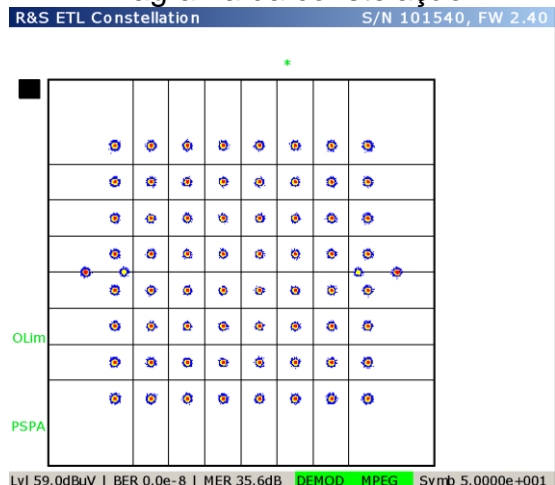 R&S ETL Constellation S/N 101540, FW 2.40
*
OLim
PSPA
Lvl 59.0dBuV | BER 0.0e-8 | MER 35.6dB DEMOD MPEG Symb 5.0000e+001